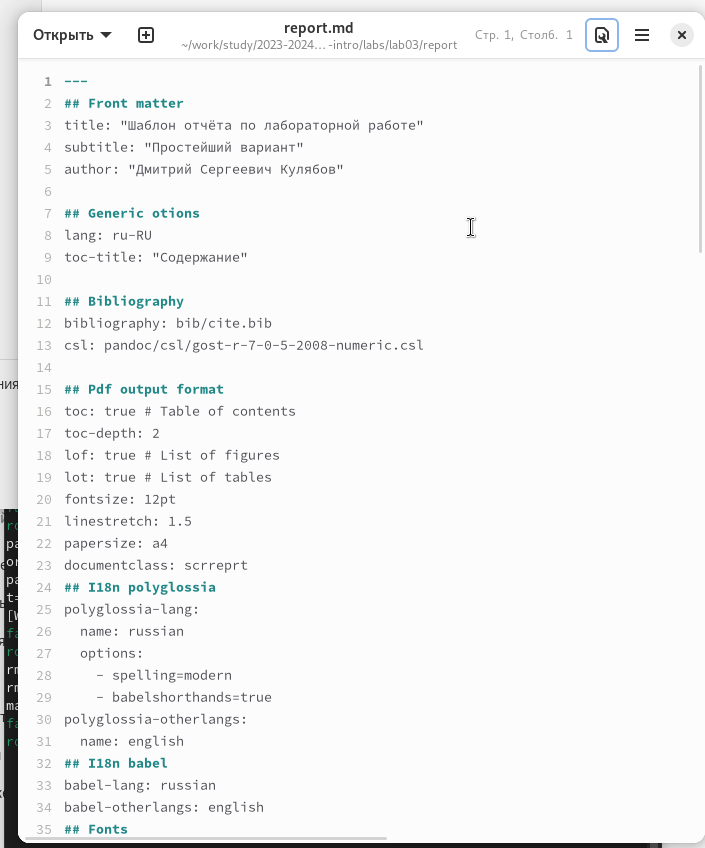 Открыть
report.md
~/work/study/2023-2024… -intro/labs/lab03/report
Стр. 1, Столб. 1
1 ---
2 ## Front matter
3 title: "Шаблон отчёта по лабораторной работе"
4 subtitle: "Простейший вариант"
5 author: "Дмитрий Сергеевич Кулябов"
6
7 ## Generic otions
8 lang: ru-RU
9 toc-title: "Содержание"
10
11 ## Bibliography
12 bibliography: bib/cite.bib
13 csl: pandoc/csl/gost-r-7-0-5-2008-numeric.csl
14
15 ## Pdf output format
16 toc: true # Table of contents
17 toc-depth: 2
18 lof: true # List of figures
19 lot: true # List of tables
20 fontsize: 12pt
21 linestretch: 1.5
22 papersize: a4
23 documentclass: scrreprt
24 ## I18n polyglossia
25 polyglossia-lang:
26   name: russian
27   options:
28     - spelling=modern
29     - babelshorthands=true
30 polyglossia-otherlangs:
31   name: english
32 ## I18n babel
33 babel-lang: russian
34 babel-otherlangs: english
35 ## Fonts